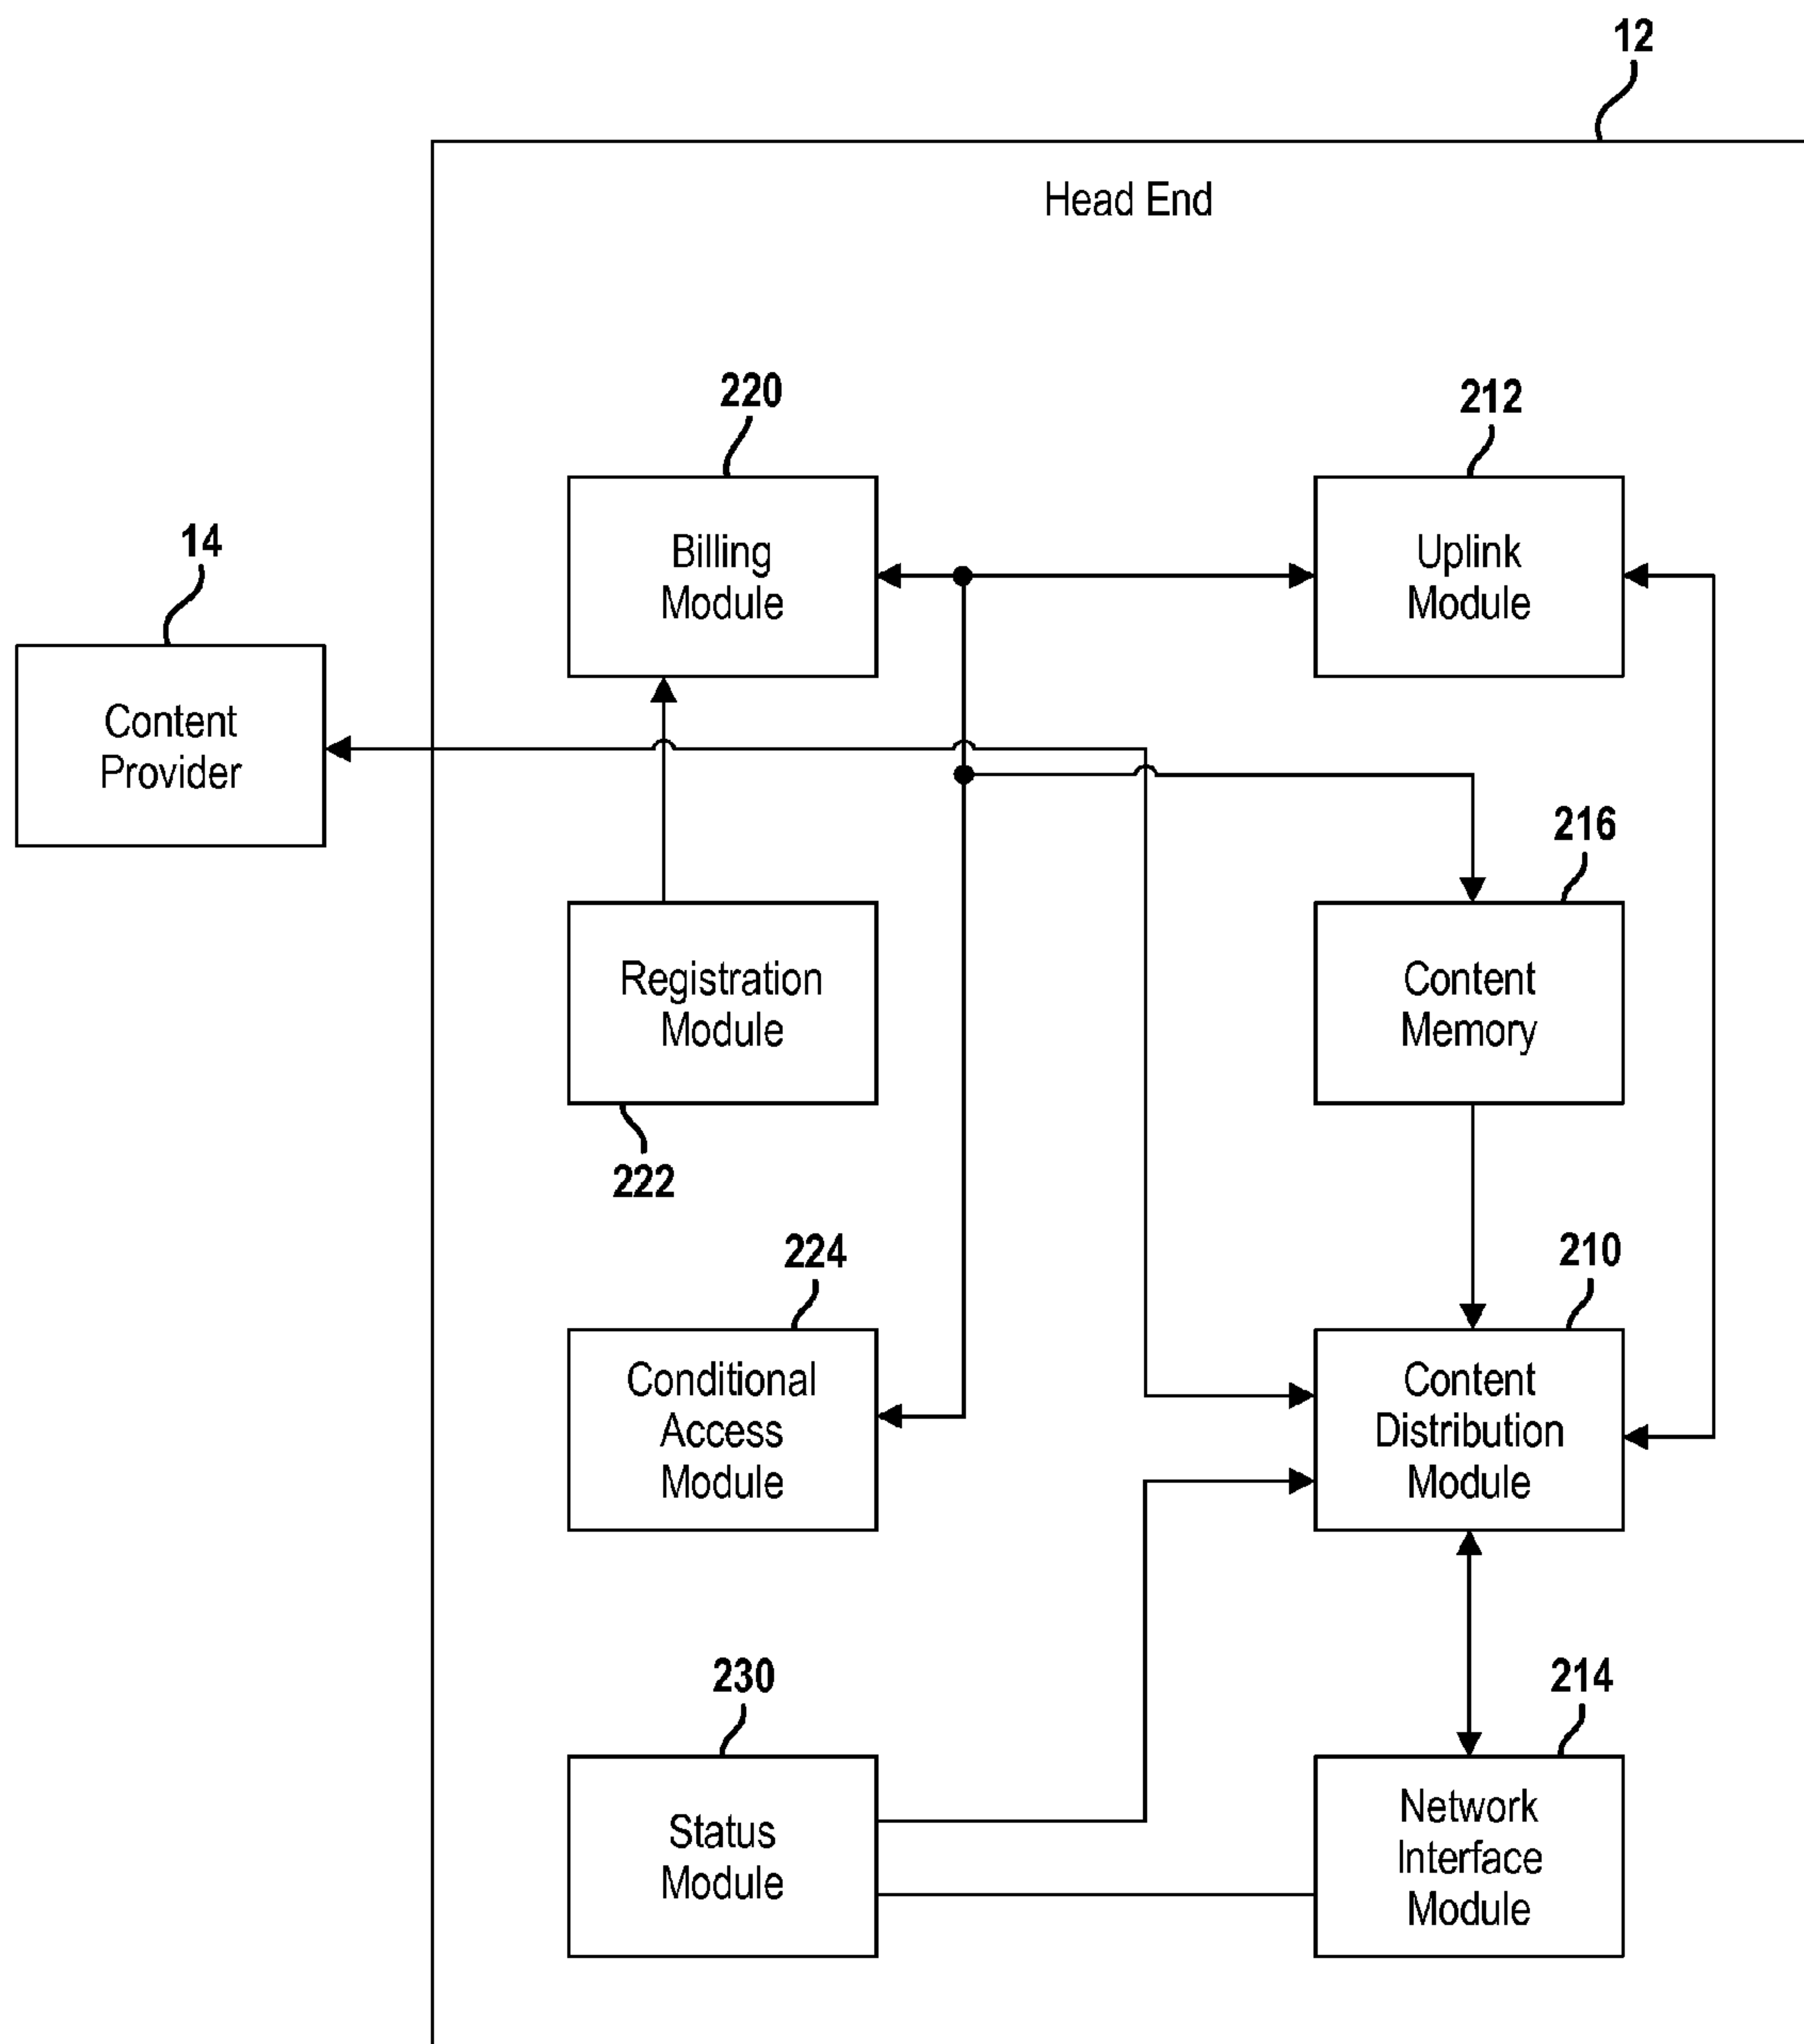 12
Head End
220
212
Billing
Module
Uplink
Module
14
Content
Provider
216
Registration
Module
Content
Memory
222
224
210
Conditional
Access
Module
Content
Distribution
Module
230
214
Status
Module
Network
Interface
Module